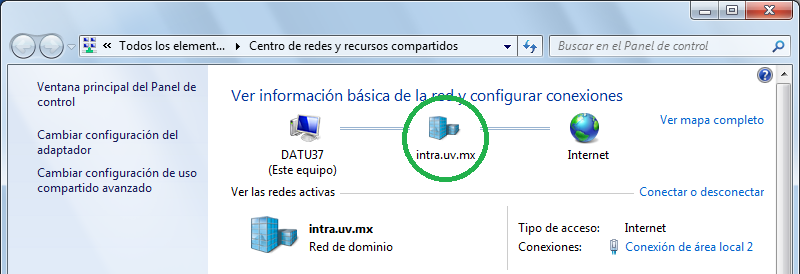 Todos los element... Centro de redes y recursos compartidos
Buscar en el Panel de control
Ventana principal del Panel de
control
Cambiar configuración del
adaptador
Cambiar configuración de uso
compartido avanzado
Ver información básica de la red y configurar conexiones
DATU37
(Este equipo)
intra.uv.mx
Internet
Ver mapa completo
Ver las redes activas
Conectar o desconectar
intra.uv.mx
Red de dominio
Tipo de acceso: Internet
Conexiones: Conexión de área local 2